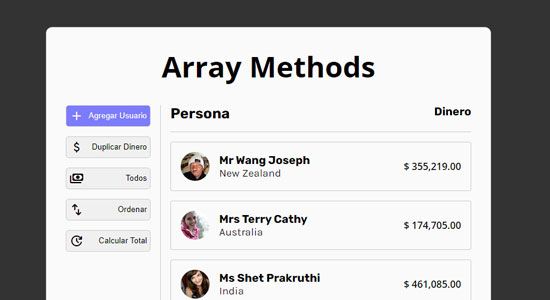 Array Methods
Agregar Usuario
Duplicar Dinero
Todos
Ordenar
Calcular Total
Persona Dinero
Mr Wang Joseph
New Zealand
$ 355,219.00
Mrs Terry Cathy
Australia
$ 174,705.00
Ms Shet Prakruthi
India
$ 461,085.00